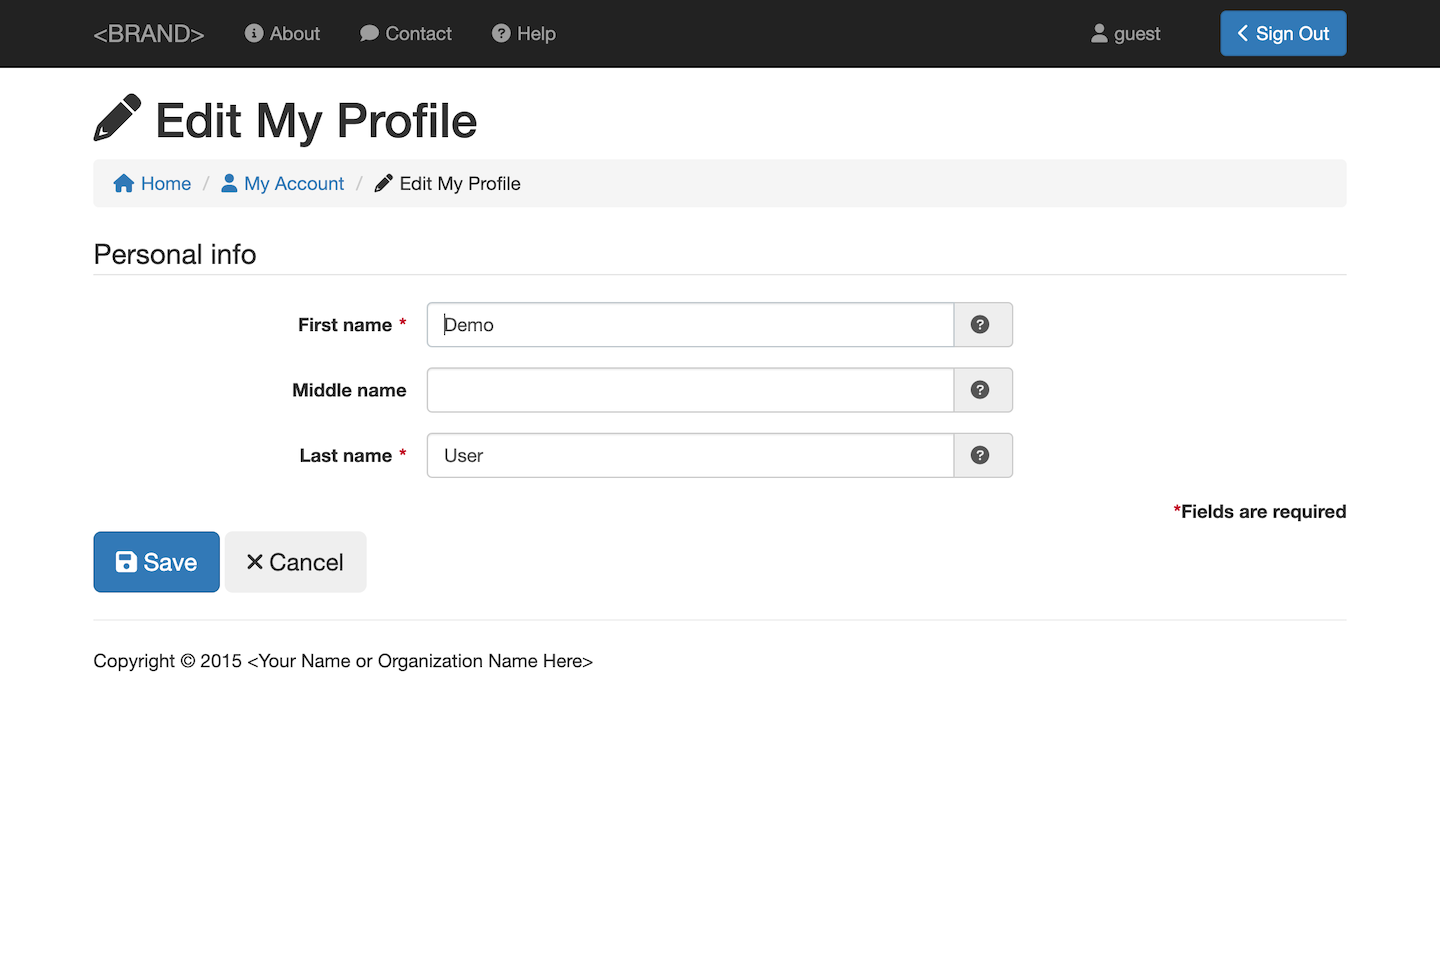 <BRAND> About Contact Help guest Sign Out
Edit My Profile
Home / My Account / Edit My Profile
Personal info
First name * Demo
Middle name
Last name * User
*Fields are required
Save Cancel
Copyright © 2015 <Your Name or Organization Name Here>